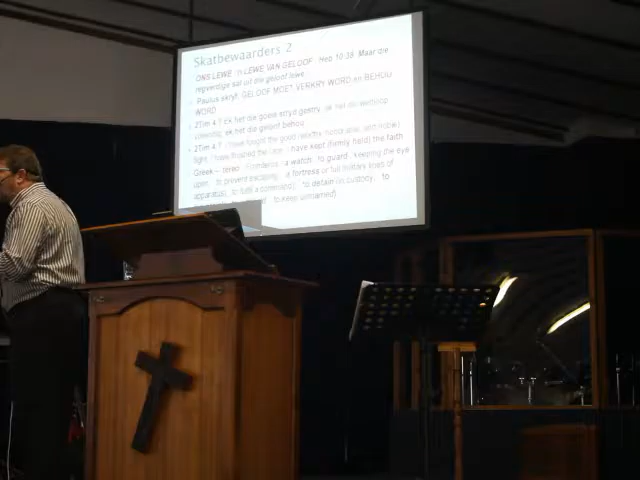 Skatbewaarders 2
ONS LEWE 'n LEWE VAN GELOOF Heb 10:38 Maar die
regverdige sal uit die geloof lewe
Paulus skryf, GELOOF MOET VERKRY WORD en BEHOU
WORD
2Tim 4:7 Ek het die goeie stryd gestry, ek het die wedloop
ek het die geloof behou
2Tim 4:7 I have fought the good (worthy, honorable, and noble)
fight, I have finished the race, I have kept (firmly held) the faith
Greek – tereo a watch to guard keeping the eye
upon to prevent escaping a fortress or full military lines of
apparatus), to fulfil a command) to detain (in custody, to
to keep unmarried)